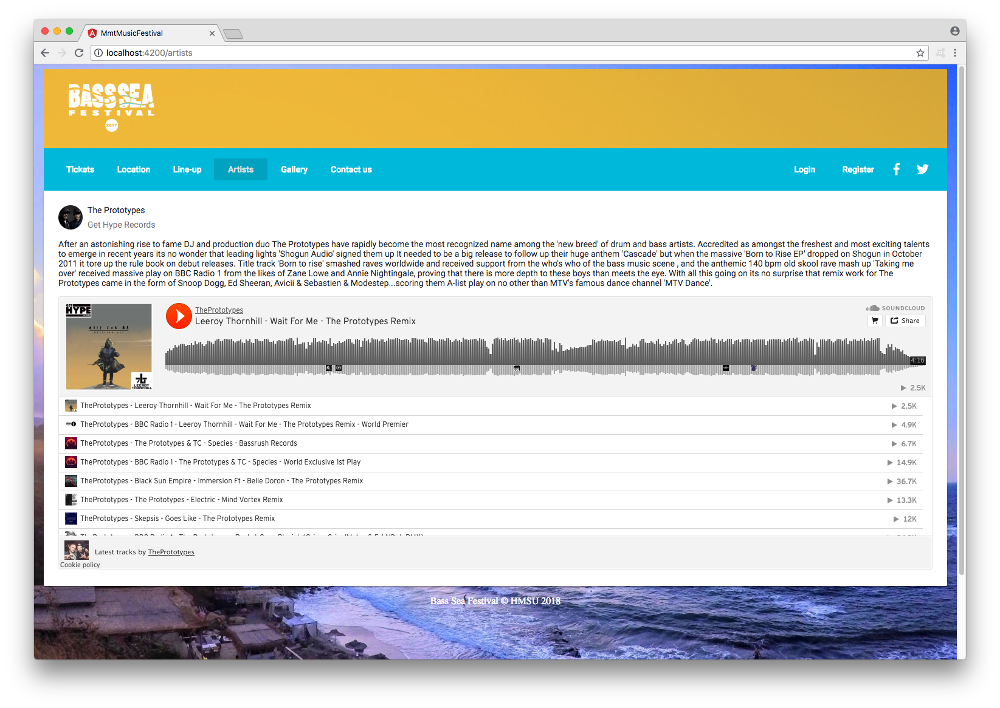 MmtMusicFestival
localhost:4200/artists
BASS SEA
FESTIVAL
2017
Tickets Location Line-up Artists Gallery Contact us Login Register
The Prototypes
Get Hype Records
After an astonishing rise to fame DJ and production duo The Prototypes have rapidly become the most recognized name among the 'new breed' of drum and bass artists. Accredited as amongst the freshest and most exciting talents
to emerge in recent years its no wonder that leading lights 'Shogun Audio' signed them up It needed to be a big release to follow up their huge anthem 'Cascade' but when the massive 'Born to Rise EP' dropped on Shogun in October
2011 it tore up the rule book on debut releases. Title track 'Born to rise' smashed raves worldwide and received support from the who's who of the bass music scene , and the anthemic 140 bpm old skool rave mash up 'Taking me
over' received massive play on BBC Radio 1 from the likes of Zane Lowe and Annie Nightingale, proving that there is more depth to these boys than meets the eye. With all this going on its no surprise that remix work for The
Prototypes came in the form of Snoop Dogg, Ed Sheeran, Avicii & Sebastien & Modestep...scoring them A-list play on no other than MTV's famous dance channel 'MTV Dance'.
GET
HYPE
WAIT FOR ME
LEEROY
THORNHILL
ThePrototypes
Leeroy Thornhill - Wait For Me - The Prototypes Remix
SOUNDCLOUD
Share
4:16
2.5K
ThePrototypes - Leeroy Thornhill - Wait For Me - The Prototypes Remix 2.5K
ThePrototypes - BBC Radio 1 - Leeroy Thornhill - Wait For Me - The Prototypes Remix - World Premier 4.9K
ThePrototypes - The Prototypes & TC - Species - Bassrush Records 6.7K
ThePrototypes - BBC Radio 1 - The Prototypes & TC - Species - World Exclusive 1st Play 14.9K
ThePrototypes - Black Sun Empire - Immersion Ft - Belle Doron - The Prototypes Remix 36.7K
ThePrototypes - The Prototypes - Electric - Mind Vortex Remix 13.3K
ThePrototypes - Skepsis - Goes Like - The Prototypes Remix 12K
Latest tracks by ThePrototypes
Cookie policy
Bass Sea Festival © HMSU 2018